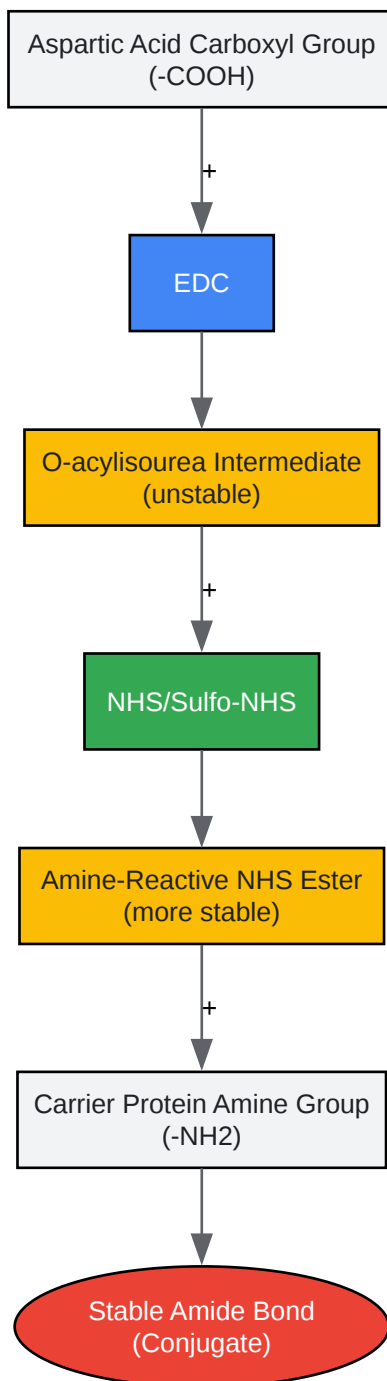 Aspartic Acid Carboxyl Group
(-COOH)
+
EDC
O-acylisourea Intermediate
(unstable)
+
NHS/Sulfo-NHS
Amine-Reactive NHS Ester
(more stable)
+
Carrier Protein Amine Group
(-NH2)
Stable Amide Bond
(Conjugate)